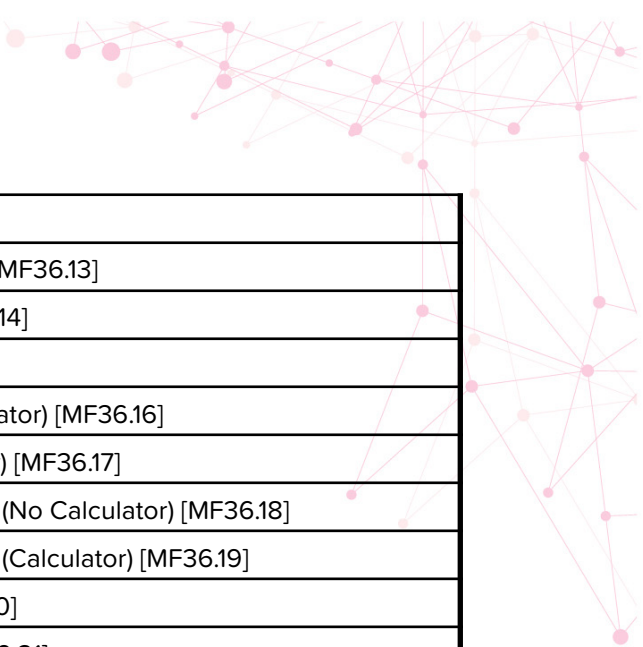 MF36.13]
14]
ator) [MF36.16]
) [MF36.17]
(No Calculator) [MF36.18]
(Calculator) [MF36.19]
0]